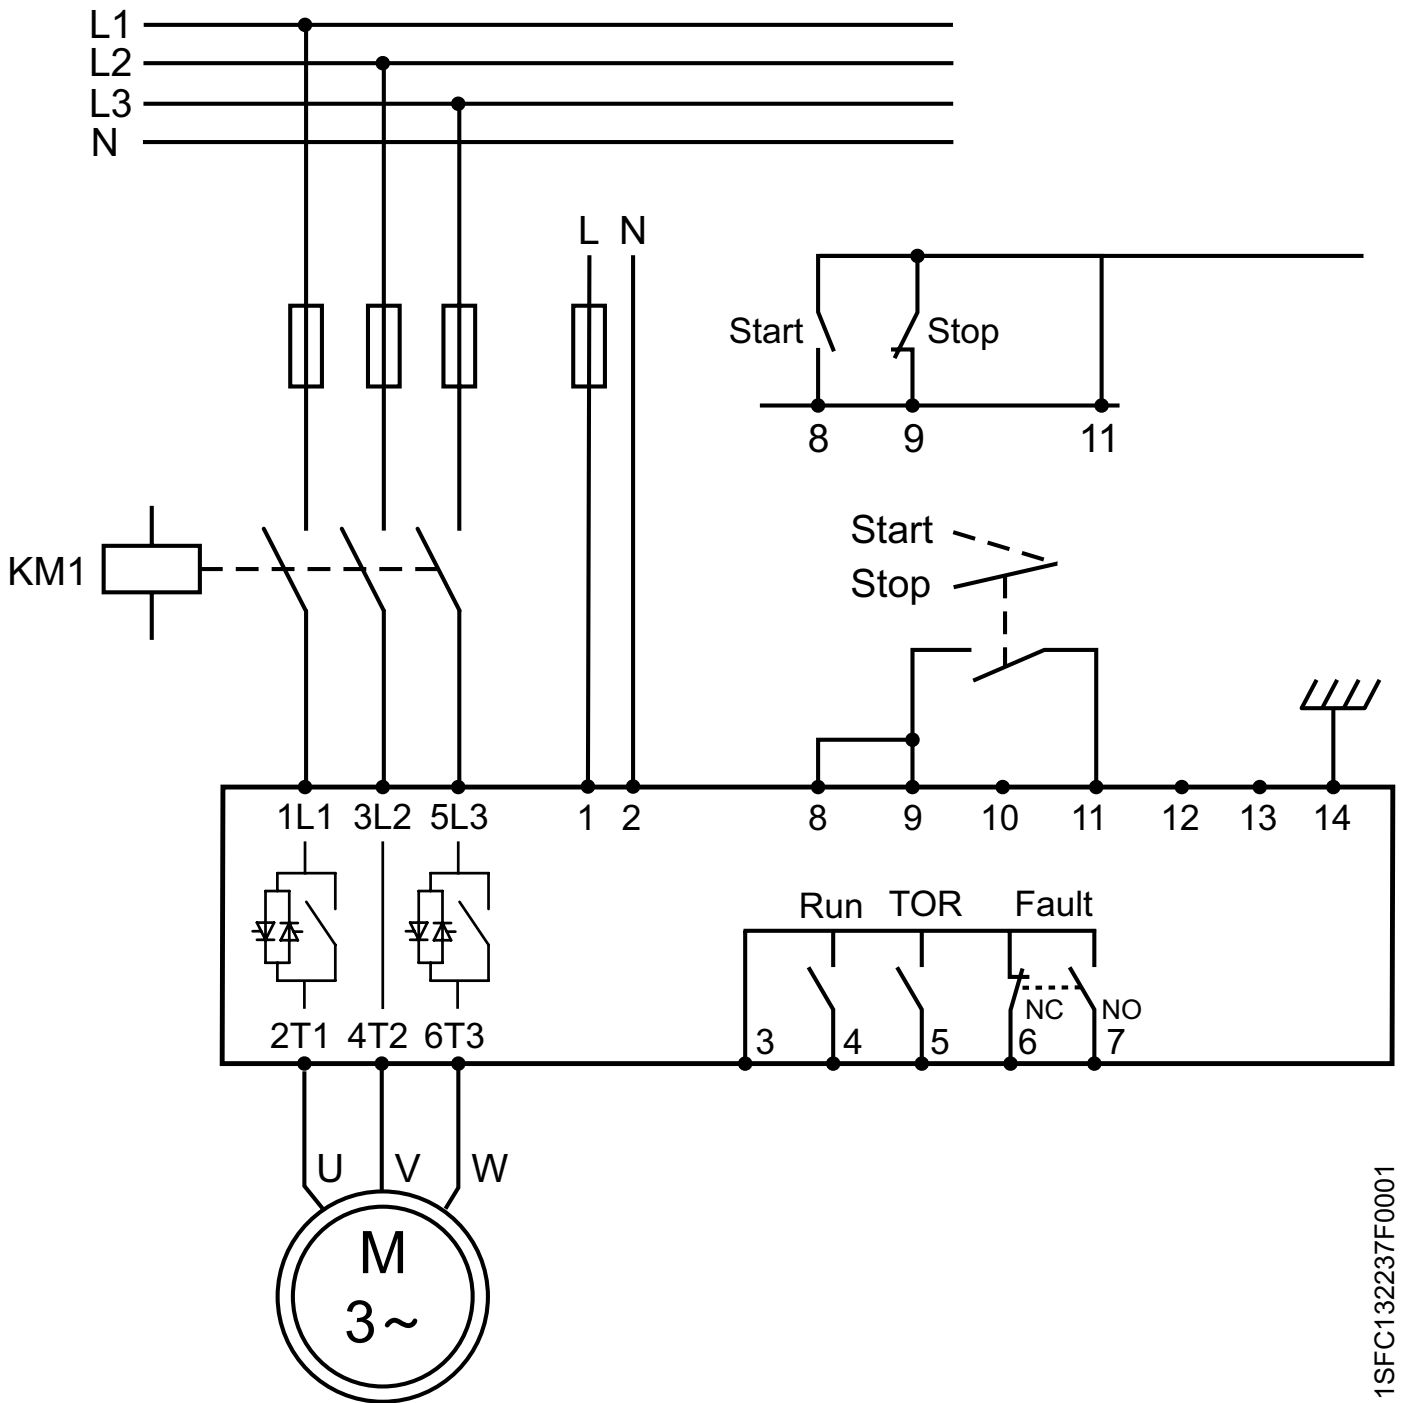 L1
L2
L3
N
L N
Start Stop
8 9 11
Start
Stop
KM1
1L1 3L2 5L3 1 2 8 9 10 11 12 13 14
Run TOR Fault
NC NO
2T1 4T2 6T3 3 4 5 6 7
U V W
M
3~
1SFC132237F0001